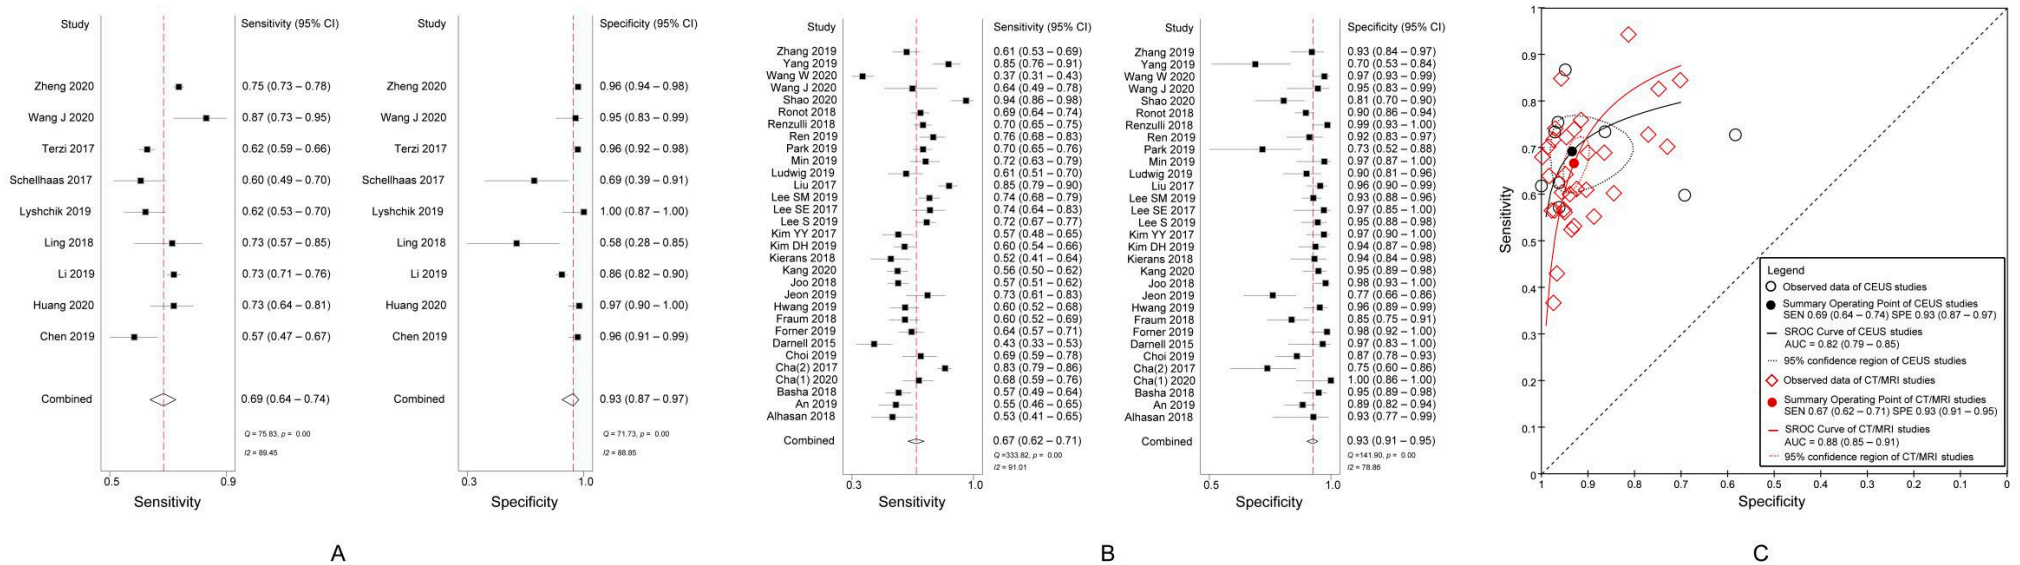 Study Sensitivity (95% CI)
Zheng 2020 0.75 (0.73 – 0.78)
Wang J 2020 0.87 (0.73 – 0.95)
Terzi 2017 0.62 (0.59 – 0.66)
Schellhaas 2017 0.60 (0.49 – 0.70)
Lyshchik 2019 0.62 (0.53 – 0.70)
Ling 2018 0.73 (0.57 – 0.85)
Li 2019 0.73 (0.71 – 0.76)
Huang 2020 0.73 (0.64 – 0.81)
Chen 2019 0.57 (0.47 – 0.67)
Combined 0.69 (0.64 – 0.74)
Q = 75.83, p = 0.00
I2 = 89.45
0.5 0.9
Sensitivity
Study Specificity (95% CI)
Zheng 2020 0.96 (0.94 – 0.98)
Wang J 2020 0.95 (0.83 – 0.99)
Terzi 2017 0.96 (0.92 – 0.98)
Schellhaas 2017 0.69 (0.39 – 0.91)
Lyshchik 2019 1.00 (0.87 – 1.00)
Ling 2018 0.58 (0.28 – 0.85)
Li 2019 0.86 (0.82 – 0.90)
Huang 2020 0.97 (0.90 – 1.00)
Chen 2019 0.96 (0.91 – 0.99)
Combined 0.93 (0.87 – 0.97)
Q = 71.73, p = 0.00
I2 = 88.85
0.3 1.0
Specificity
A
Study Sensitivity (95% CI)
Zhang 2019 0.61 (0.53 – 0.69)
Yang 2019 0.85 (0.76 – 0.91)
Wang W 2020 0.37 (0.31 – 0.43)
Wang J 2020 0.64 (0.49 – 0.78)
Shao 2020 0.94 (0.86 – 0.98)
Ronot 2018 0.69 (0.64 – 0.74)
Renzulli 2018 0.70 (0.65 – 0.75)
Ren 2019 0.76 (0.68 – 0.83)
Park 2019 0.70 (0.65 – 0.76)
Min 2019 0.72 (0.63 – 0.79)
Ludwig 2019 0.61 (0.51 – 0.70)
Liu 2017 0.85 (0.79 – 0.90)
Lee SM 2019 0.74 (0.68 – 0.79)
Lee SE 2017 0.74 (0.64 – 0.83)
Lee S 2019 0.72 (0.67 – 0.77)
Kim YY 2017 0.57 (0.48 – 0.65)
Kim DH 2019 0.60 (0.54 – 0.66)
Kierans 2018 0.52 (0.41 – 0.64)
Kang 2020 0.56 (0.50 – 0.62)
Joo 2018 0.57 (0.51 – 0.62)
Jeon 2019 0.73 (0.61 – 0.83)
Hwang 2019 0.60 (0.52 – 0.68)
Fraum 2018 0.60 (0.52 – 0.69)
Forner 2019 0.64 (0.57 – 0.71)
Darnell 2015 0.43 (0.33 – 0.53)
Choi 2019 0.69 (0.59 – 0.78)
Cha(2) 2017 0.83 (0.79 – 0.86)
Cha(1) 2020 0.68 (0.59 – 0.76)
Basha 2018 0.57 (0.49 – 0.64)
An 2019 0.55 (0.46 – 0.65)
Alhasan 2018 0.53 (0.41 – 0.65)
Combined 0.67 (0.62 – 0.71)
Q =333.82, p = 0.00
I2 = 91.01
0.3 1.0
Sensitivity
Study Specificity (95% CI)
Zhang 2019 0.93 (0.84 – 0.97)
Yang 2019 0.70 (0.53 – 0.84)
Wang W 2020 0.97 (0.93 – 0.99)
Wang J 2020 0.95 (0.83 – 0.99)
Shao 2020 0.81 (0.70 – 0.90)
Ronot 2018 0.90 (0.86 – 0.94)
Renzulli 2018 0.99 (0.93 – 1.00)
Ren 2019 0.92 (0.83 – 0.97)
Park 2019 0.73 (0.52 – 0.88)
Min 2019 0.97 (0.87 – 1.00)
Ludwig 2019 0.90 (0.81 – 0.96)
Liu 2017 0.96 (0.90 – 0.99)
Lee SM 2019 0.93 (0.88 – 0.96)
Lee SE 2017 0.97 (0.85 – 1.00)
Lee S 2019 0.95 (0.88 – 0.98)
Kim YY 2017 0.97 (0.90 – 1.00)
Kim DH 2019 0.94 (0.87 – 0.98)
Kierans 2018 0.94 (0.84 – 0.98)
Kang 2020 0.95 (0.89 – 0.98)
Joo 2018 0.98 (0.93 – 1.00)
Jeon 2019 0.77 (0.66 – 0.86)
Hwang 2019 0.96 (0.89 – 0.99)
Fraum 2018 0.85 (0.75 – 0.91)
Forner 2019 0.98 (0.92 – 1.00)
Darnell 2015 0.97 (0.83 – 1.00)
Choi 2019 0.87 (0.78 – 0.93)
Cha(2) 2017 0.75 (0.60 – 0.86)
Cha(1) 2020 1.00 (0.86 – 1.00)
Basha 2018 0.95 (0.89 – 0.98)
An 2019 0.89 (0.82 – 0.94)
Alhasan 2018 0.93 (0.77 – 0.99)
Combined 0.93 (0.91 – 0.95)
Q =141.90, p = 0.00
I2 = 78.86
0.5 1.0
Specificity
B
1
0.9
0.8
0.7
0.6
0.5
0.4
0.3
0.2
0.1
0
Sensitivity
Legend
Observed data of CEUS studies
Summary Operating Point of CEUS studies
SEN 0.69 (0.64 – 0.74) SPE 0.93 (0.87 – 0.97)
SROC Curve of CEUS studies
AUC = 0.82 (0.79 – 0.85)
95% confidence region of CEUS studies
Observed data of CT/MRI studies
Summary Operating Point of CT/MRI studies
SEN 0.67 (0.62 – 0.71) SPE 0.93 (0.91 – 0.95)
SROC Curve of CT/MRI studies
AUC = 0.88 (0.85 – 0.91)
95% confidence region of CT/MRI studies
1 0.9 0.8 0.7 0.6 0.5 0.4 0.3 0.2 0.1 0
Specificity
C